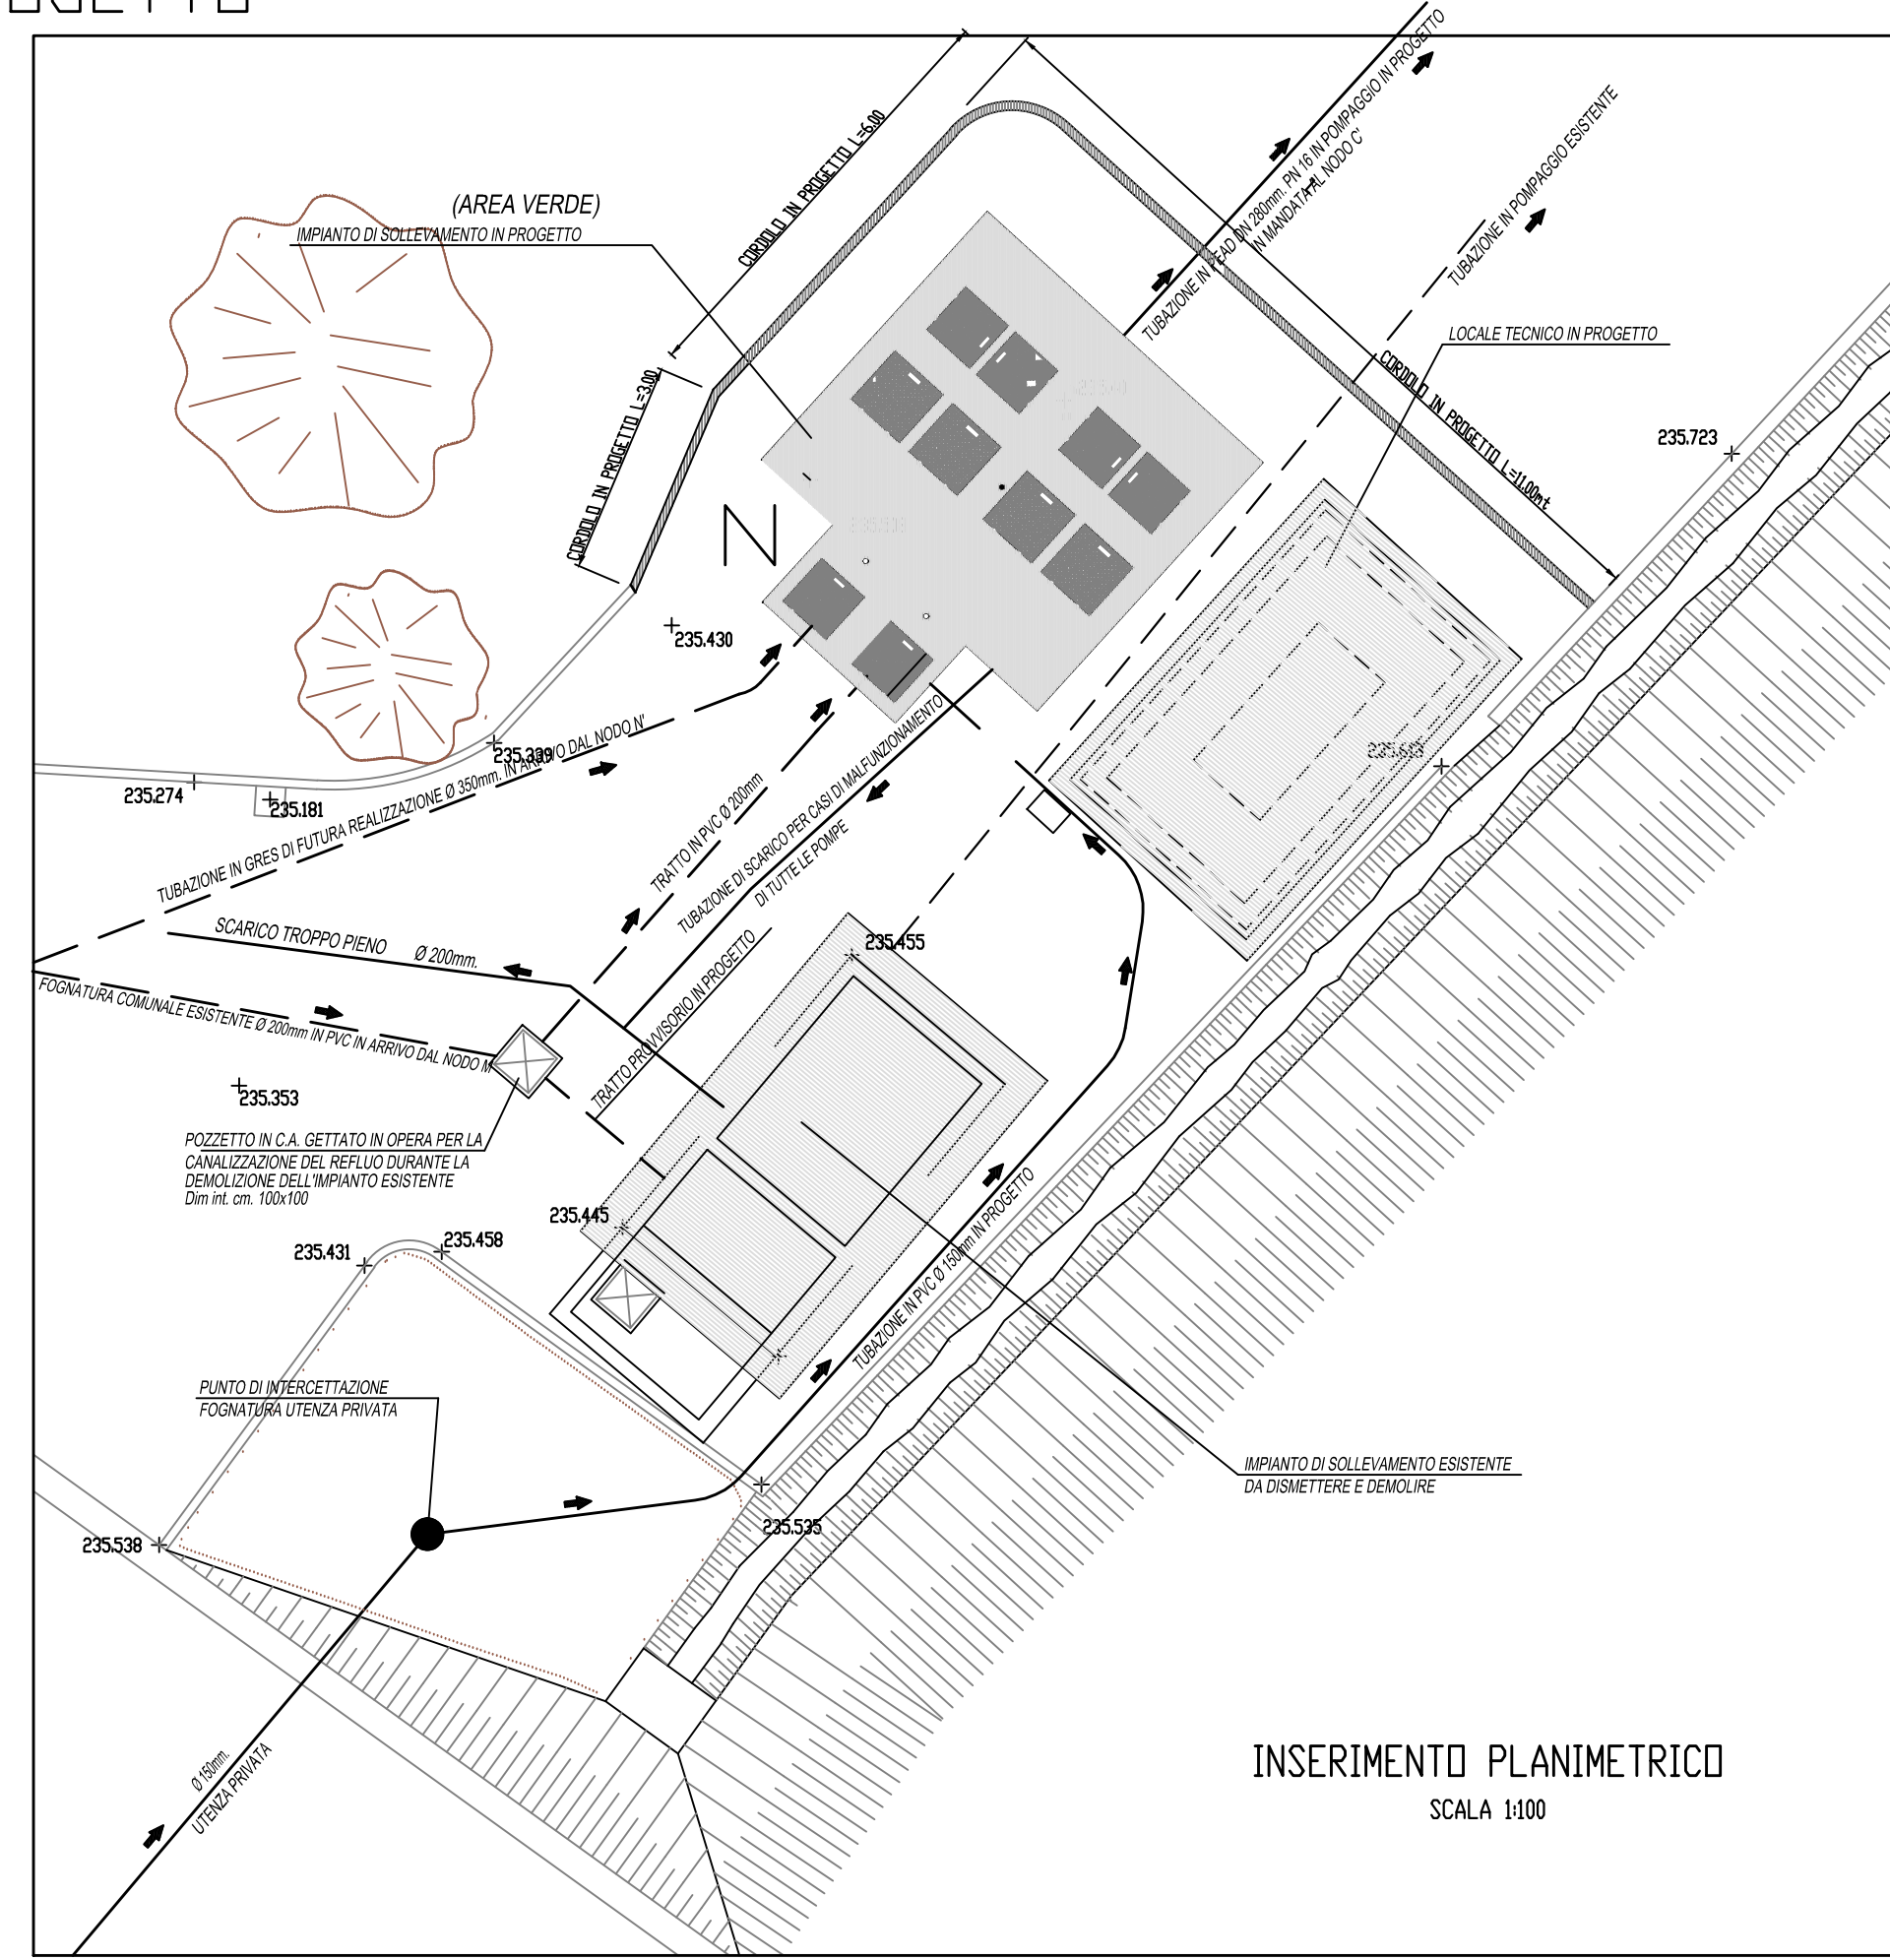 (AREA VERDE)
IMPIANTO DI SOLLEVAMENTO IN PROGETTO
CORDOLO IN PROGETTO L=6.00
CORDOLO IN PROGETTO L=3.00
TUBAZIONE IN PEAD DN 280mm. PN 16 IN POMPAGGIO IN PROGETTO
IN MANDATA AL NODO C'
TUBAZIONE IN POMPAGGIO ESISTENTE
LOCALE TECNICO IN PROGETTO
CORDOLO IN PROGETTO L=11.00mt
235.723
235.40
235.533
N
235.430
235.339
235.274
235.181
235.613
TUBAZIONE IN GRES DI FUTURA REALIZZAZIONE Ø 350mm. IN ARRIVO DAL NODO N'
TRATTO IN PVC Ø 200mm
TUBAZIONE DI SCARICO PER CASI DI MALFUNZIONAMENTO
DI TUTTE LE POMPE
SCARICO TROPPO PIENO Ø 200mm.
FOGNATURA COMUNALE ESISTENTE Ø 200mm IN PVC IN ARRIVO DAL NODO M
TRATTO PROVVISORIO IN PROGETTO
235.455
235.353
POZZETTO IN C.A. GETTATO IN OPERA PER LA
CANALIZZAZIONE DEL REFLUO DURANTE LA
DEMOLIZIONE DELL'IMPIANTO ESISTENTE
Dim int. cm. 100x100
235.445
235.431
235.458
TUBAZIONE IN PVC Ø 150mm IN PROGETTO
PUNTO DI INTERCETTAZIONE
FOGNATURA UTENZA PRIVATA
IMPIANTO DI SOLLEVAMENTO ESISTENTE
DA DISMETTERE E DEMOLIRE
235.535
235.538
Ø 150mm.
UTENZA PRIVATA
INSERIMENTO PLANIMETRICO
SCALA 1:100